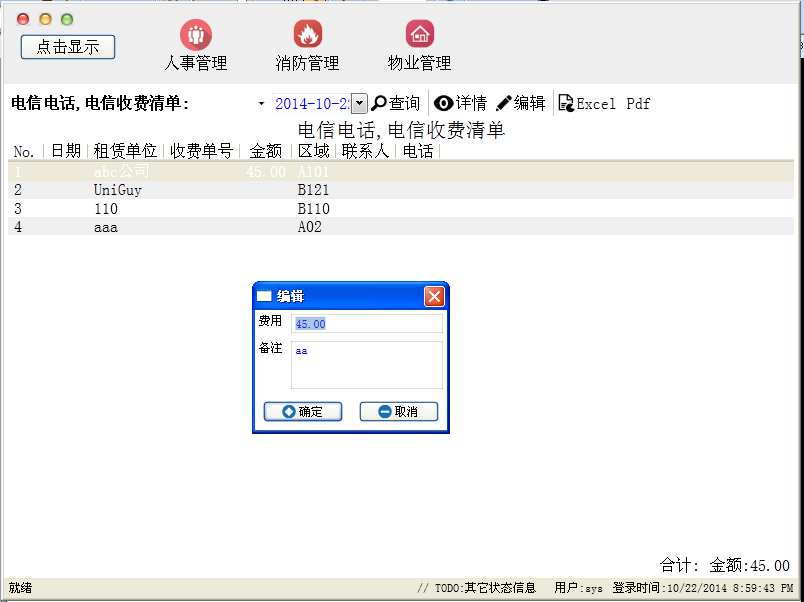 点击显示
人事管理 消防管理 物业管理
电信电话,电信收费清单: 2014-10-2 查询 详情 编辑 Excel Pdf
电信电话,电信收费清单
No. 日期 租赁单位 收费单号 金额 区域 联系人 电话
1 abc公司 45.00 A101
2 UniGuy B121
3 110 B110
4 aaa A02
编辑
费用 45.00
备注 aa
确定 取消
合计: 金额:45.00
就绪 // TODO:其它状态信息 用户:sys 登录时间:10/22/2014 8:59:43 PM